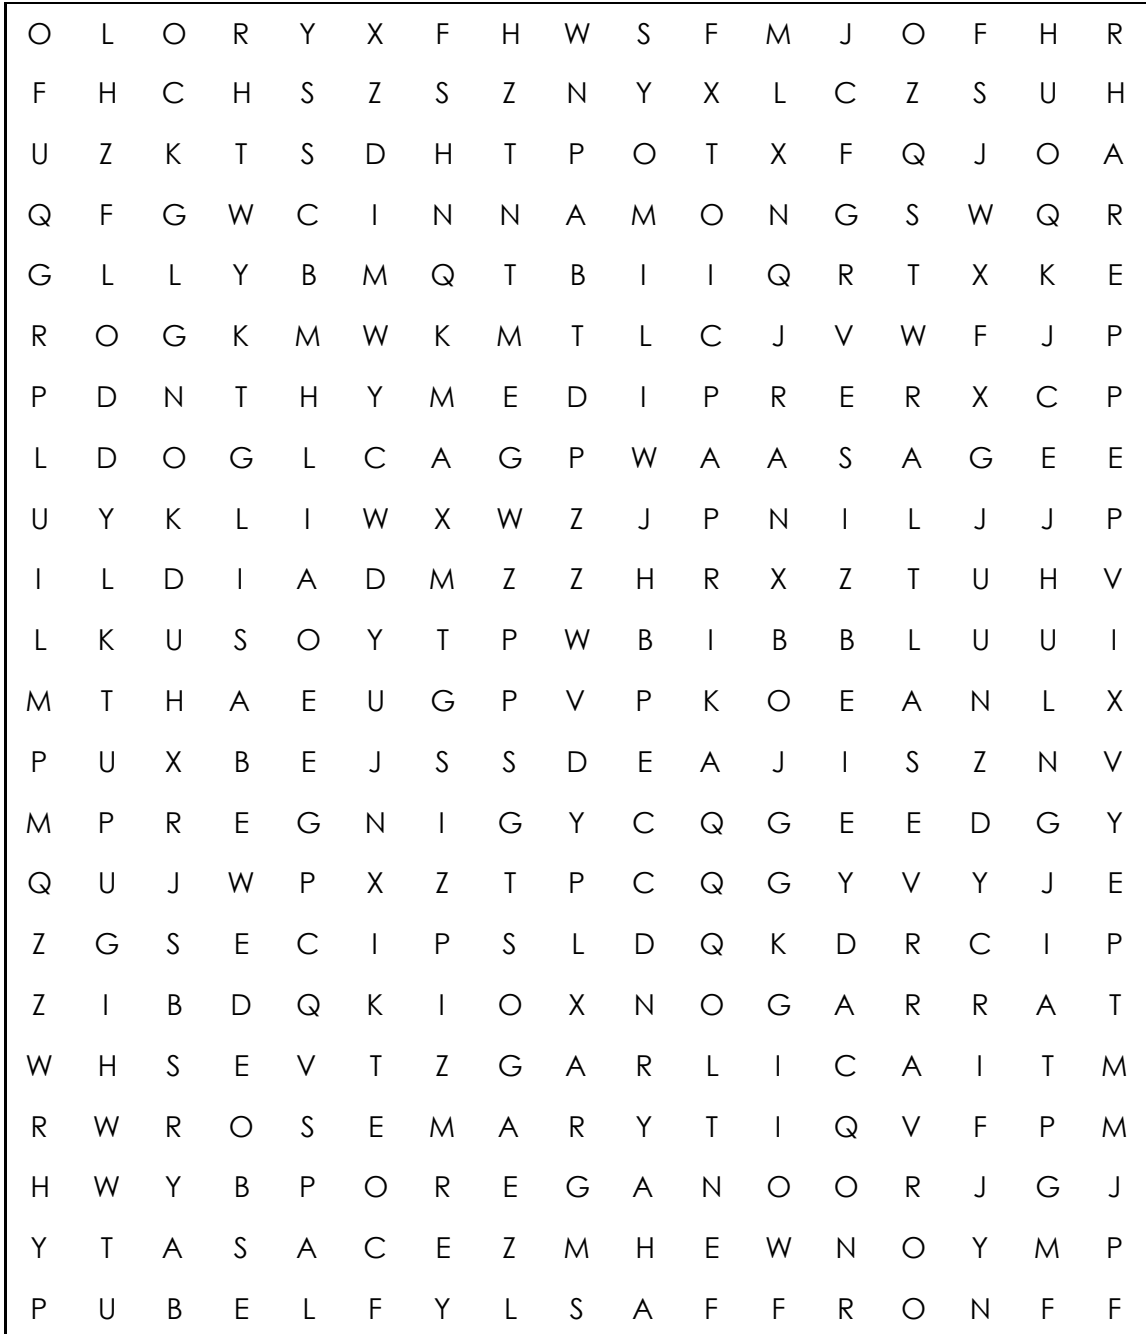 O L O R Y X F H W S F M J O F H R
F H C H S Z S Z N Y X L C Z S U H
U Z K T S D H T P O T X F Q J O A
Q F G W C I N N A M O N G S W Q R
G L L Y B M Q T B I I Q R T X K E
R O G K M W K M T L C J V W F J P
P D N T H Y M E D I P R E R X C P
L D O G L C A G P W A A S A G E E
U Y K L I W X W Z J P N I L J J P
I L D I A D M Z Z H R X Z T U H V
L K U S O Y T P W B I B B L U U I
M T H A E U G P V P K O E A N L X
P U X B E J S S D E A J I S Z N V
M P R E G N I G Y C Q G E E D G Y
Q U J W P X Z T P C Q G Y V Y J E
Z G S E C I P S L D Q K D R C I P
Z I B D Q K I O X N O G A R R A T
W H S E V T Z G A R L I C A I T M
R W R O S E M A R Y T I Q V F P M
H W Y B P O R E G A N O O R J G J
Y T A S A C E Z M H E W N O Y M P
P U B E L F Y L S A F F R O N F F